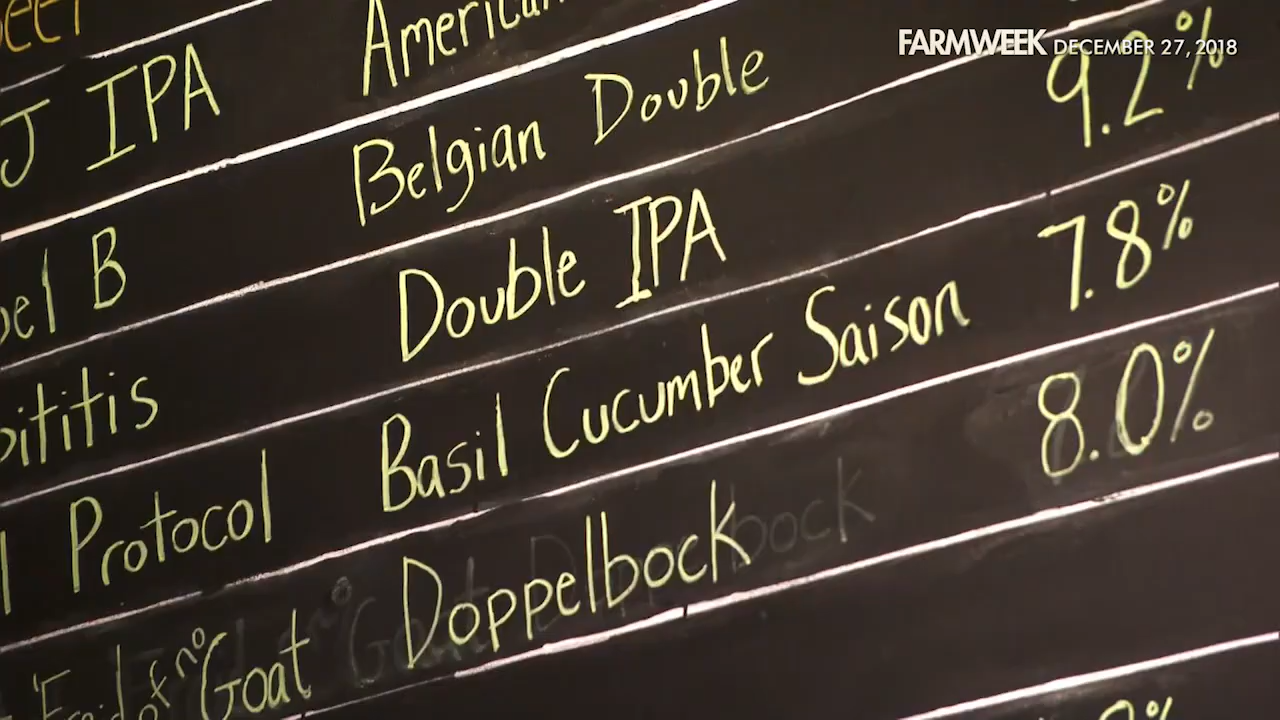 FARMWEEK DECEMBER 27, 2018
J IPA American
el B Belgian Double 9.2%
ititis Double IPA 7.8%
Protocol Basil Cucumber Saison 8.0%
Goat Doppelbock